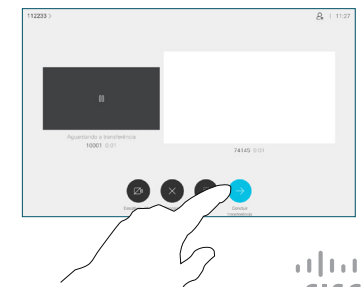 112233 >
11:27
Aguardando a transferência
10001 0:01
74145 0:01
Concluir
transferência